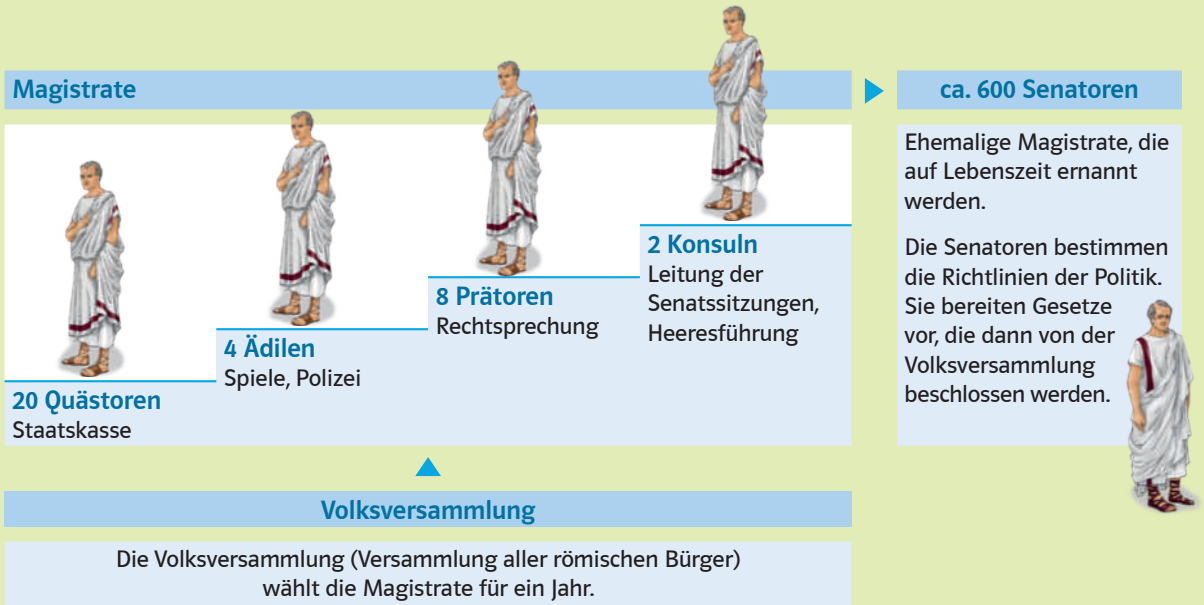 Magistrate
20 Quästoren
Staatskasse
4 Ädilen
Spiele, Polizei
8 Prätoren
Rechtsprechung
2 Konsuln
Leitung der
Senatssitzungen,
Heeresführung
ca. 600 Senatoren
Ehemalige Magistrate, die
auf Lebenszeit ernannt
werden.
Die Senatoren bestimmen
die Richtlinien der Politik.
Sie bereiten Gesetze
vor, die dann von der
Volksversammlung
beschlossen werden.
Volksversammlung
Die Volksversammlung (Versammlung aller römischen Bürger)
wählt die Magistrate für ein Jahr.